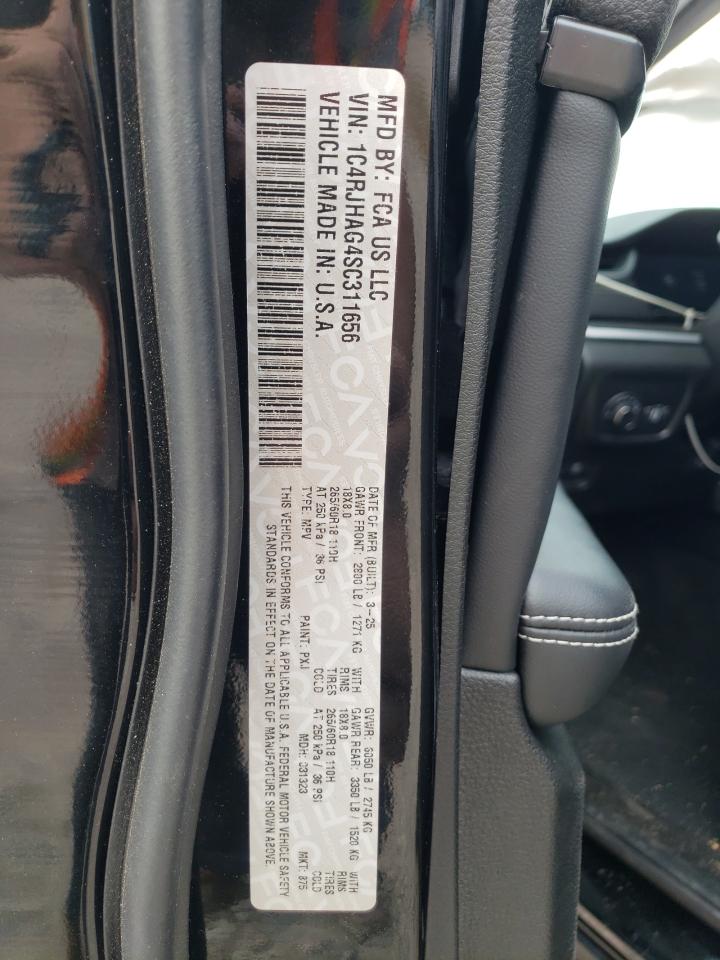 MFD BY: FCA US LLC
VIN: 1C4RJHAG4SC311656
VEHICLE MADE IN: U.S.A.
DATE OF MFR (BUILT): 3-25 GVWR: 6050 LB / 2745 KG
GAWR FRONT: 2800 LB / 1271 KG WITH GAWR REAR: 3350 LB / 1520 KG WITH
18X8.0 RIMS 18X8.0 RIMS
265/60R18 110H TIRES 265/60R18 110H TIRES
AT 250 kPa / 36 PSI COLD AT 250 kPa / 36 PSI COLD
TYPE: MPV PAINT: PXJ MDH: 031323 MKT: 875
THIS VEHICLE CONFORMS TO ALL APPLICABLE U.S.A. FEDERAL MOTOR VEHICLE SAFETY
STANDARDS IN EFFECT ON THE DATE OF MANUFACTURE SHOWN ABOVE.